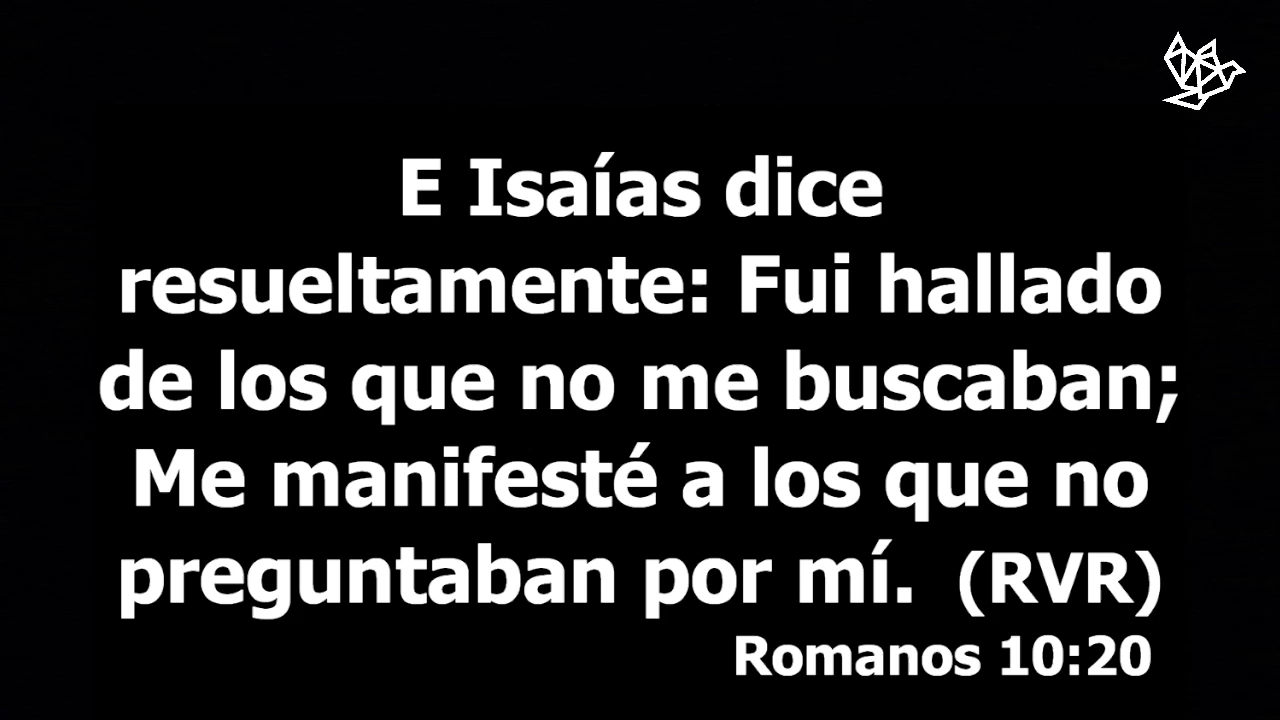 E Isaías dice
resueltamente: Fui hallado
de los que no me buscaban;
Me manifesté a los que no
preguntaban por mí.  (RVR)
Romanos 10:20